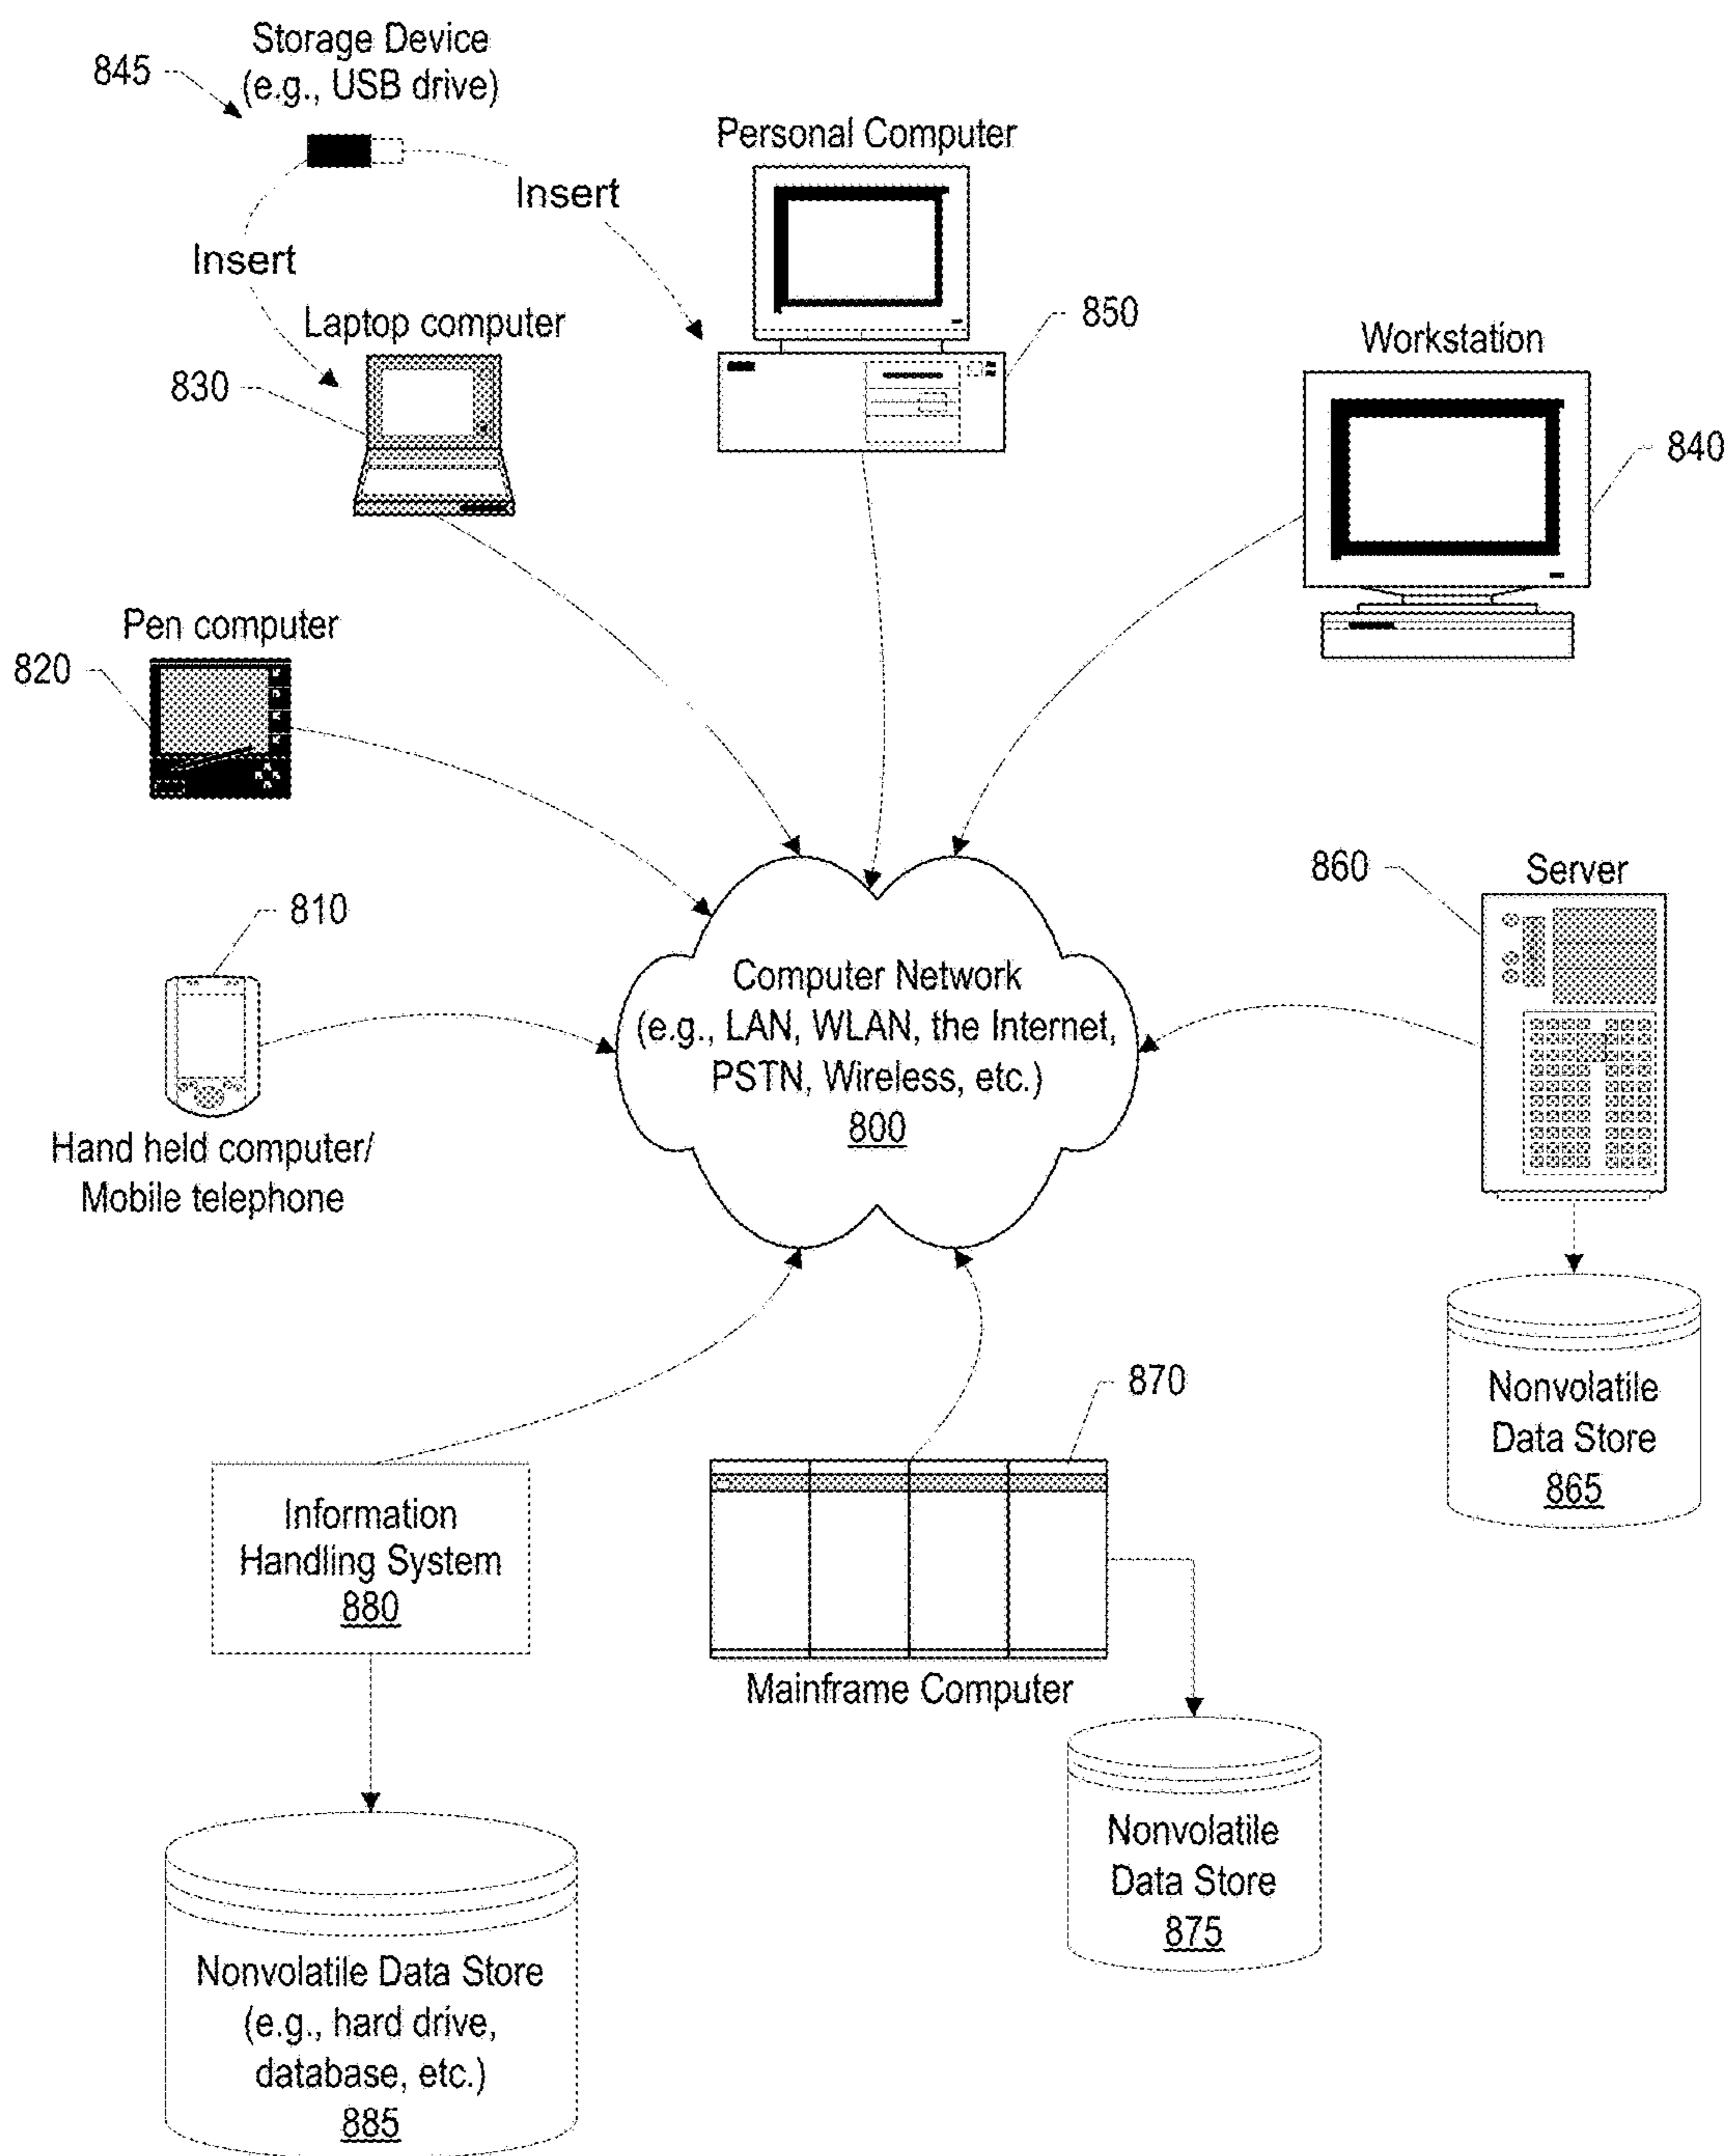 Storage Device
(e.g., USB drive)
845
Insert
Insert
Personal Computer
850
Laptop computer
830
Workstation
840
Pen computer
820
810
Hand held computer/
Mobile telephone
Computer Network
(e.g., LAN, WLAN, the Internet,
PSTN, Wireless, etc.)
800
860
Server
Nonvolatile
Data Store
865
Information
Handling System
880
870
Mainframe Computer
Nonvolatile
Data Store
875
Nonvolatile Data Store
(e.g., hard drive,
database, etc.)
885